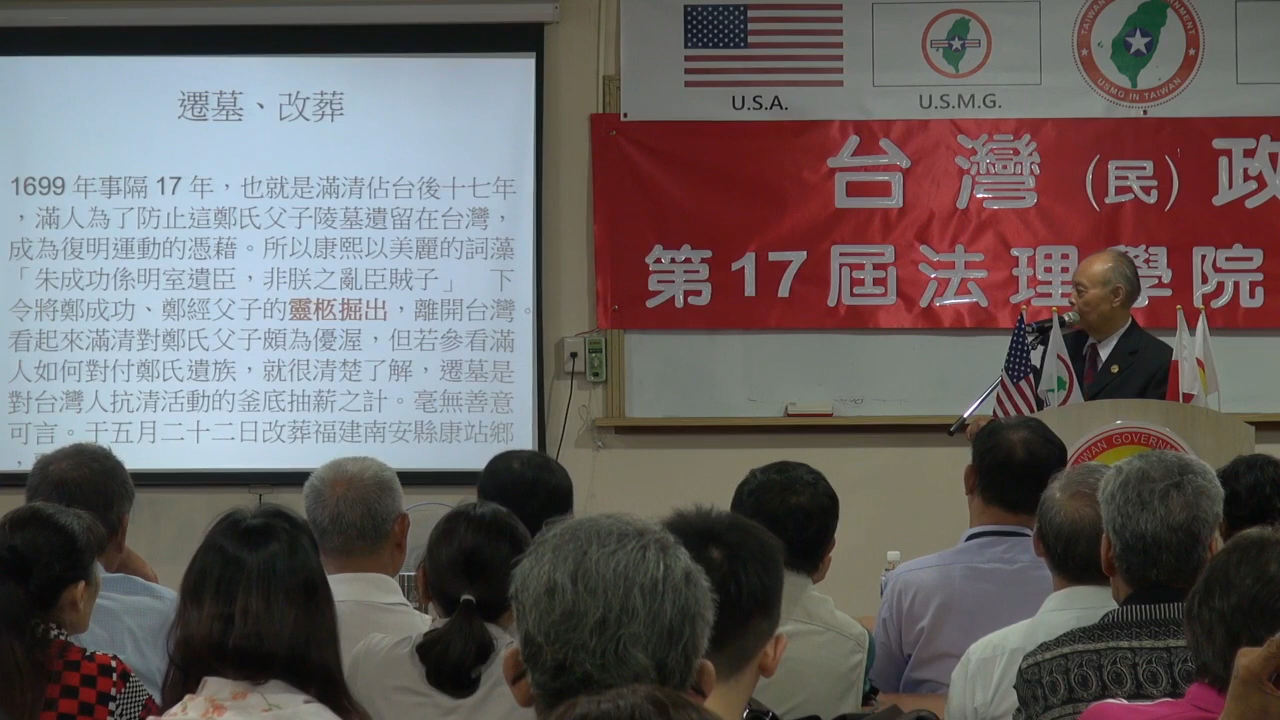 遷墓、改葬
1699 年事隔 17 年，也就是滿清佔台後十七年
，滿人為了防止這鄭氏父子陵墓遺留在台灣，
成為復明運動的憑藉。所以康熙以美麗的詞藻
「朱成功係明室遺臣，非朕之亂臣賊子」 下
令將鄭成功、鄭經父子的靈柩掘出，離開台灣。
看起來滿清對鄭氏父子頗為優渥，但若參看滿
人如何對付鄭氏遺族，就很清楚了解，遷墓是
對台灣人抗清活動的釜底抽薪之計。毫無善意
可言。于五月二十二日改葬福建南安縣康站鄉
U.S.A.
U.S.M.G.
TAIWAN GOVERNMENT
USMG IN TAIWAN
台灣（民）政
第17屆法理學院
TAIWAN GOVERNMENT